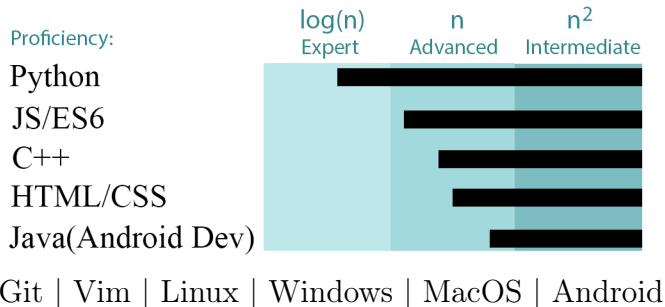 log(n) n n²
Proficiency: Expert Advanced Intermediate
Python
JS/ES6
C++
HTML/CSS
Java(Android Dev)
Git | Vim | Linux | Windows | MacOS | Android